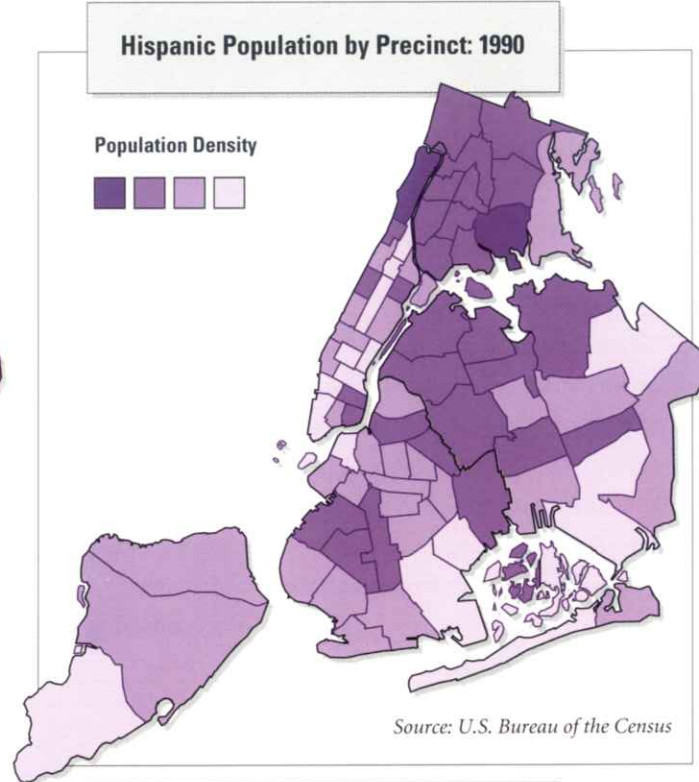 Hispanic Population by Precinct: 1990
Population Density
Source: U.S. Bureau of the Census